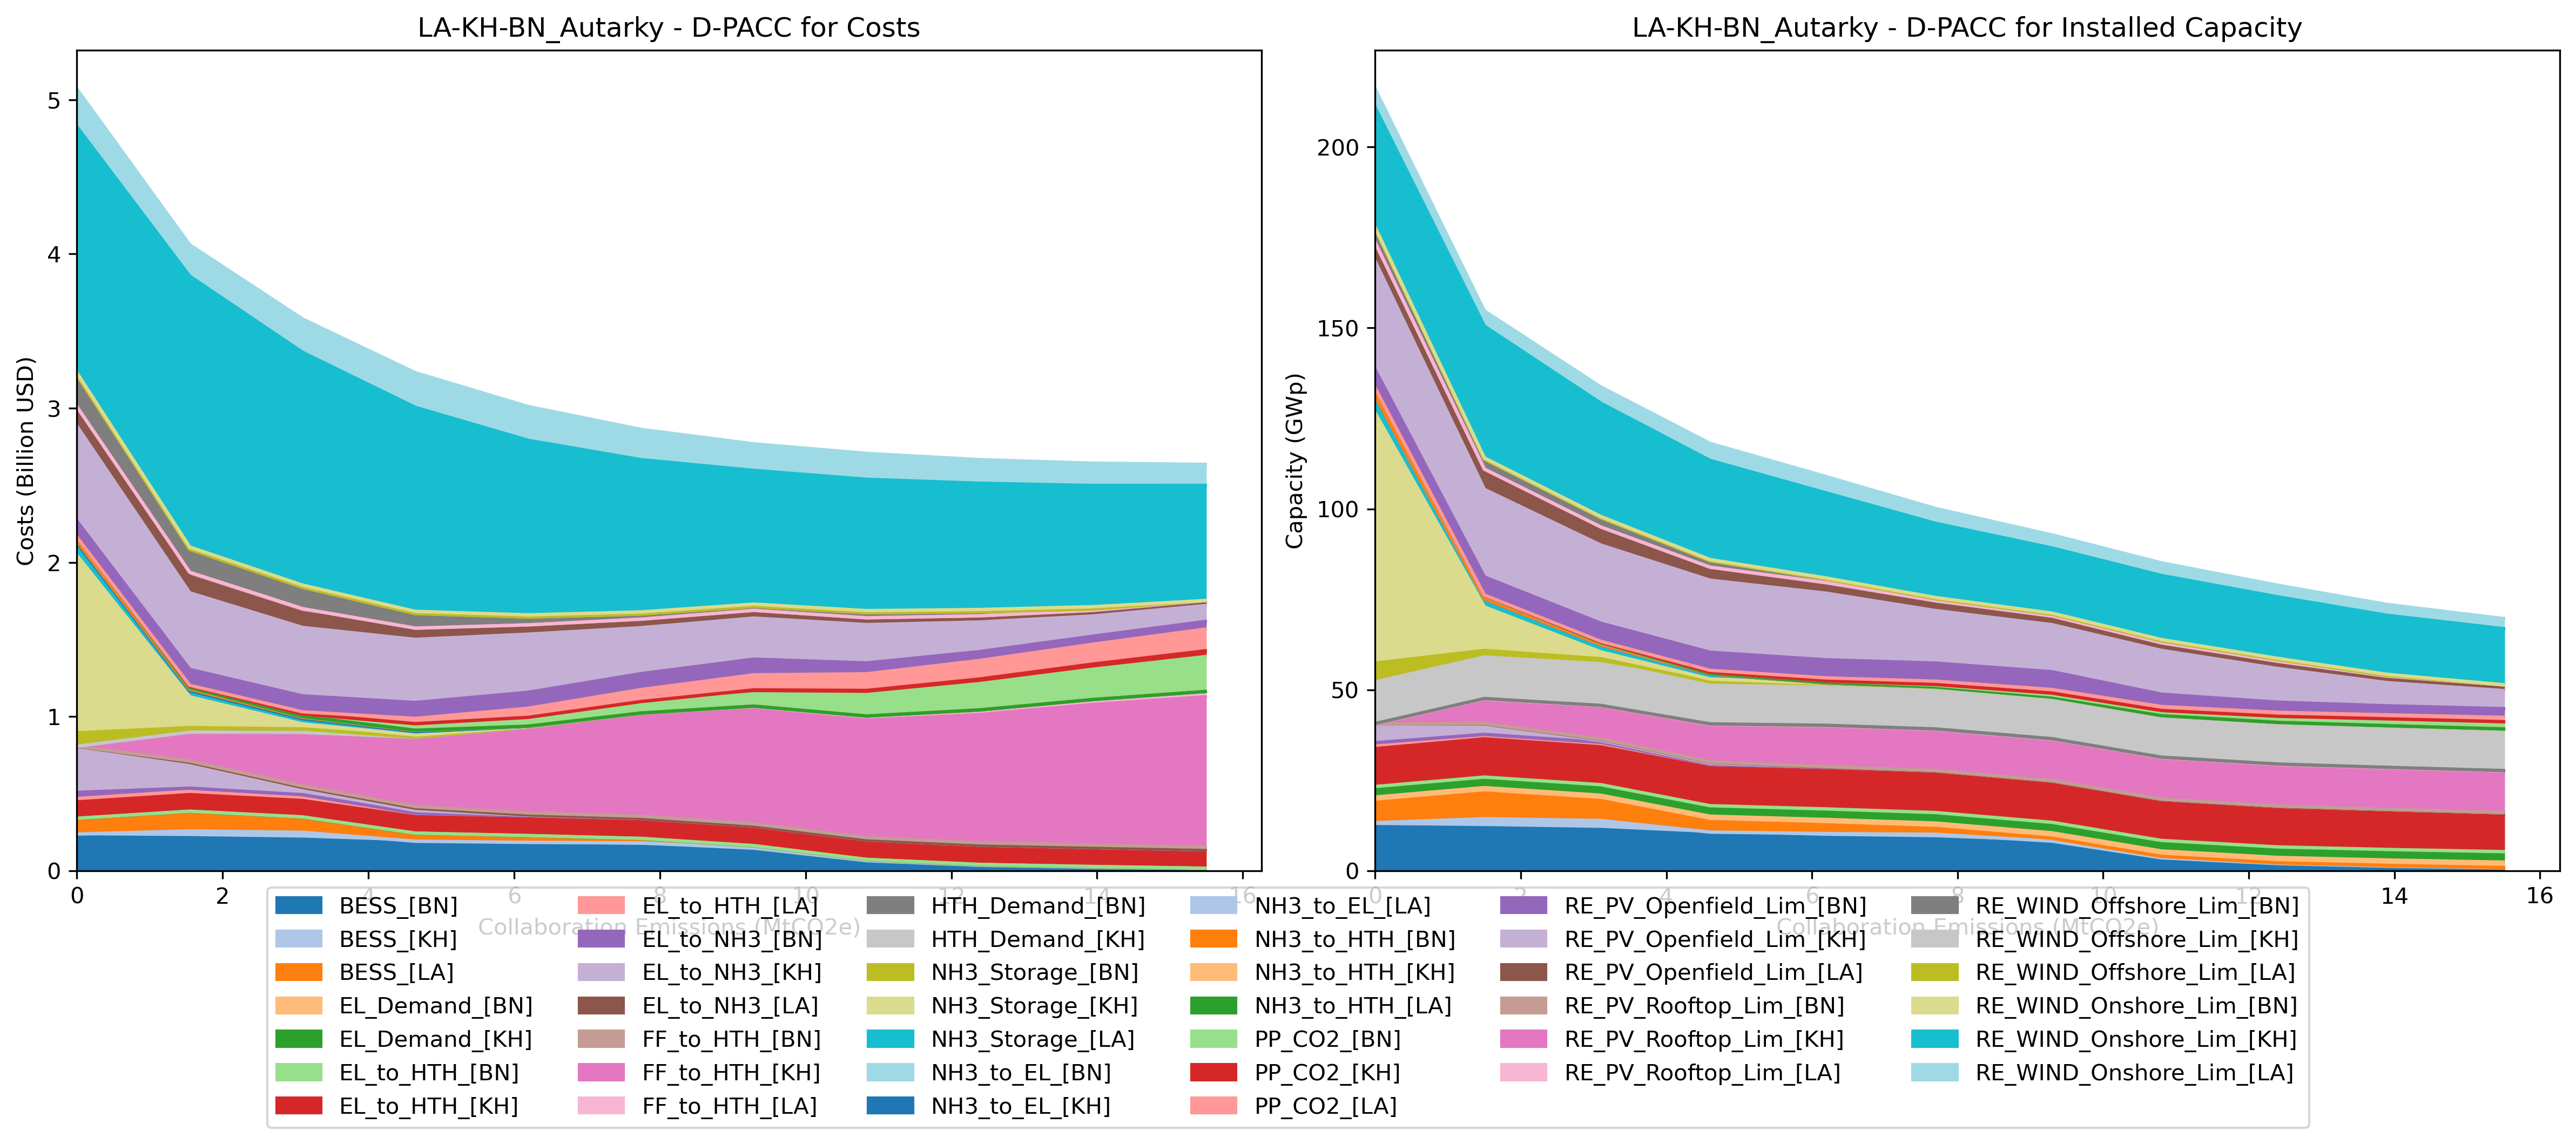 LA-KH-BN_Autarky - D-PACC for Costs
Costs (Billion USD)
5
4
3
2
1
0
0 2 4 6 8 10 12 14 16
Collaboration Emissions (MtCO2e)
LA-KH-BN_Autarky - D-PACC for Installed Capacity
Capacity (GWp)
200
150
100
50
0
0 2 4 6 8 10 12 14 16
Collaboration Emissions (MtCO2e)
BESS_[BN]
BESS_[KH]
BESS_[LA]
EL_Demand_[BN]
EL_Demand_[KH]
EL_to_HTH_[BN]
EL_to_HTH_[KH]
EL_to_HTH_[LA]
EL_to_NH3_[BN]
EL_to_NH3_[KH]
EL_to_NH3_[LA]
FF_to_HTH_[BN]
FF_to_HTH_[KH]
FF_to_HTH_[LA]
HTH_Demand_[BN]
HTH_Demand_[KH]
NH3_Storage_[BN]
NH3_Storage_[KH]
NH3_Storage_[LA]
NH3_to_EL_[BN]
NH3_to_EL_[KH]
NH3_to_EL_[LA]
NH3_to_HTH_[BN]
NH3_to_HTH_[KH]
NH3_to_HTH_[LA]
PP_CO2_[BN]
PP_CO2_[KH]
PP_CO2_[LA]
RE_PV_Openfield_Lim_[BN]
RE_PV_Openfield_Lim_[KH]
RE_PV_Openfield_Lim_[LA]
RE_PV_Rooftop_Lim_[BN]
RE_PV_Rooftop_Lim_[KH]
RE_PV_Rooftop_Lim_[LA]
RE_WIND_Offshore_Lim_[BN]
RE_WIND_Offshore_Lim_[KH]
RE_WIND_Offshore_Lim_[LA]
RE_WIND_Onshore_Lim_[BN]
RE_WIND_Onshore_Lim_[KH]
RE_WIND_Onshore_Lim_[LA]